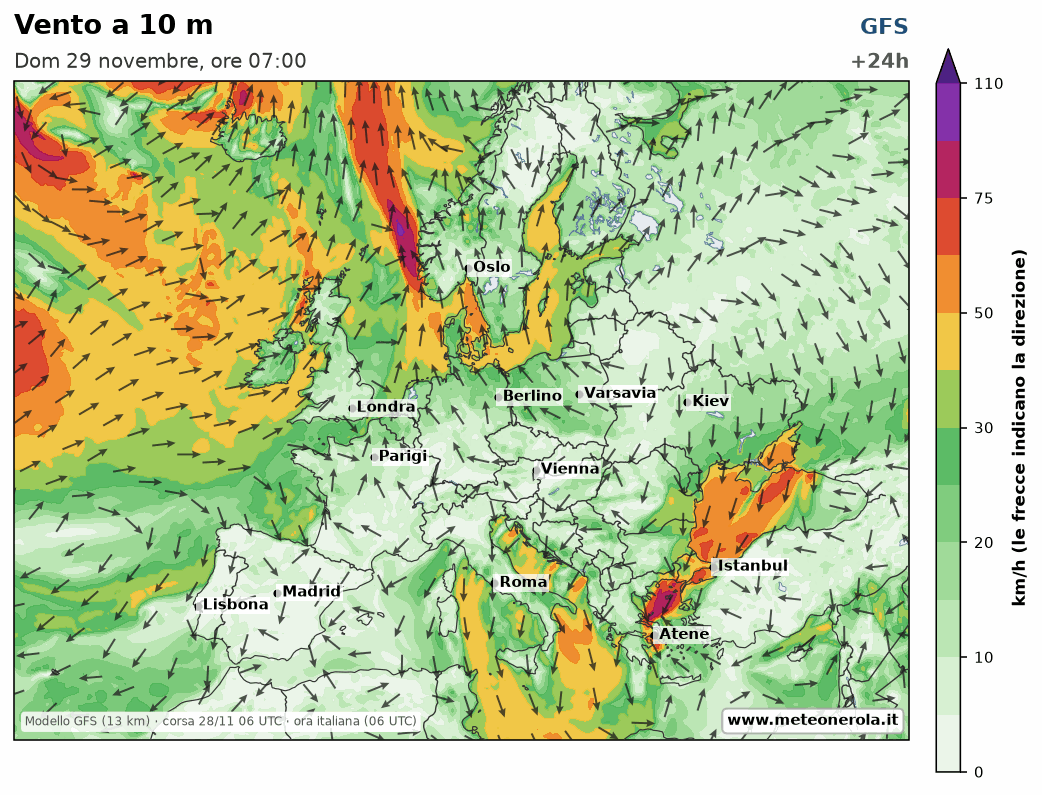 Vento a 10 m
GFS
Dom 29 novembre, ore 07:00
+24h
110
75
50
30
20
10
0
km/h (le frecce indicano la direzione)
Oslo
Berlino
Varsavia
Kiev
Londra
Parigi
Vienna
Istanbul
Roma
Madrid
Lisbona
Atene
Modello GFS (13 km) · corsa 28/11 06 UTC · ora italiana (06 UTC)
www.meteonerola.it